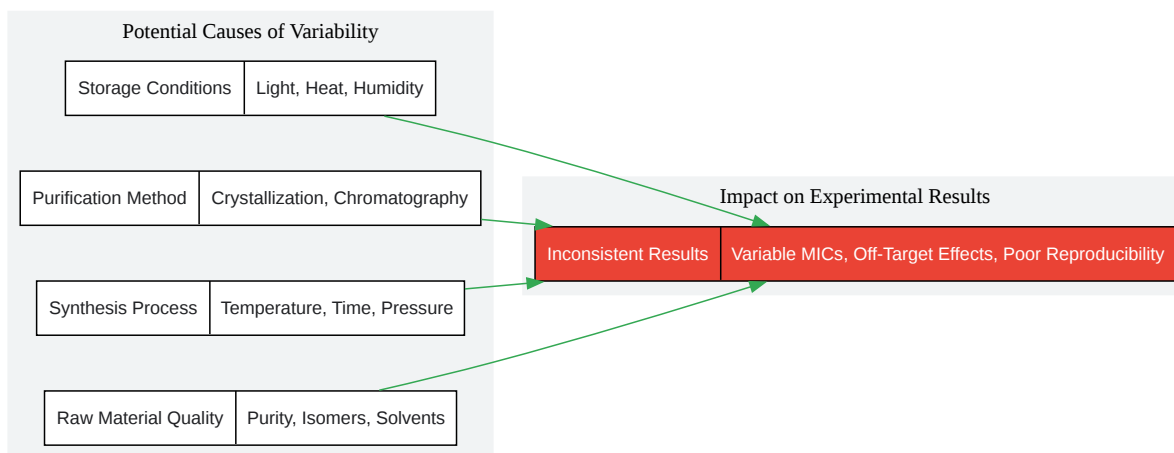 Potential Causes of Variability
Storage Conditions
Light, Heat, Humidity
Purification Method
Crystallization, Chromatography
Synthesis Process
Temperature, Time, Pressure
Raw Material Quality
Purity, Isomers, Solvents
Impact on Experimental Results
Inconsistent Results
Variable MICs, Off-Target Effects, Poor Reproducibility